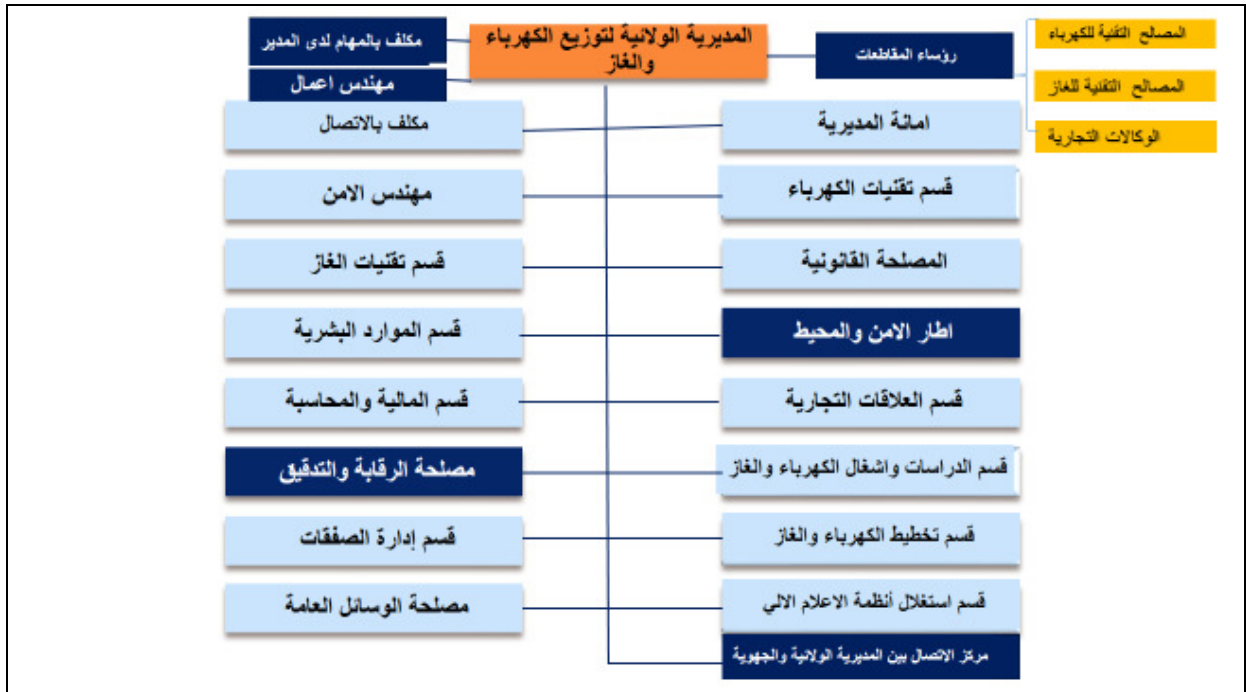 المصالح التقنية للكهرباء
المديرية الولائية لتوزيع الكهرباء
والغاز
مكلف بالمهام لدى المدير
رؤساء المقاطعات
المصالح التقنية للغاز
مهندس اعمال
امانة المديرية
مكلف بالاتصال
الوكالات التجارية
قسم تقنيات الكهرباء
مهندس الامن
المصلحة القانونية
قسم تقنيات الغاز
اطار الامن والمحيط
قسم الموارد البشرية
قسم العلاقات التجارية
قسم المالية والمحاسبة
قسم الدراسات واشغال الكهرباء والغاز
مصلحة الرقابة والتدقيق
قسم تخطيط الكهرباء والغاز
قسم إدارة الصفقات
قسم استغلال أنظمة الاعلام الالي
مصلحة الوسائل العامة
مركز الاتصال بين المديرية الولائية والجهوية